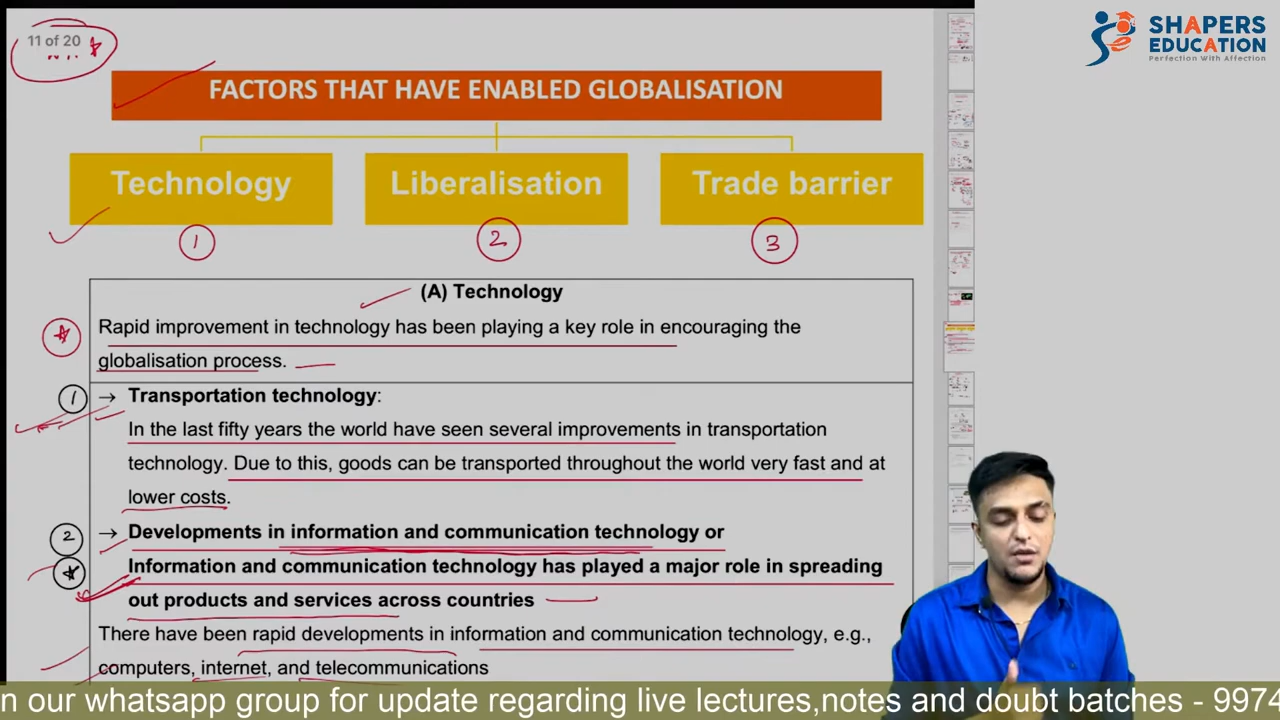 11 of 20
SHAPERS
EDUCATION
Perfection With Affection
FACTORS THAT HAVE ENABLED GLOBALISATION
Technology
Liberalisation
Trade barrier
1
2
3
(A) Technology
Rapid improvement in technology has been playing a key role in encouraging the
globalisation process.
1 → Transportation technology:
In the last fifty years the world have seen several improvements in transportation
technology. Due to this, goods can be transported throughout the world very fast and at
lower costs.
2 → Developments in information and communication technology or
Information and communication technology has played a major role in spreading
out products and services across countries
There have been rapid developments in information and communication technology, e.g.,
computers, internet, and telecommunications
n our whatsapp group for update regarding live lectures,notes and doubt batches - 9974